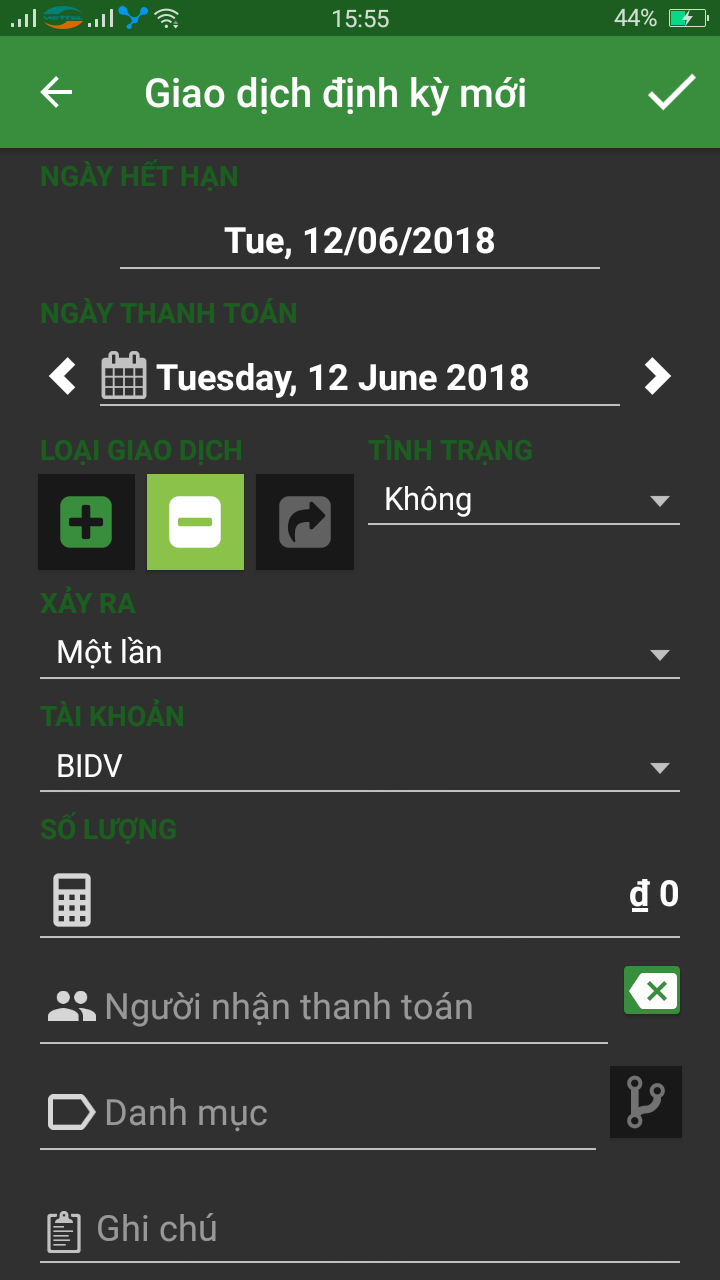 VIETTEL
15:55
44%
Giao dịch định kỳ mới
NGÀY HẾT HẠN
Tue, 12/06/2018
NGÀY THANH TOÁN
Tuesday, 12 June 2018
LOẠI GIAO DỊCH
TÌNH TRẠNG
Không
XẢY RA
Một lần
TÀI KHOẢN
BIDV
SỐ LƯỢNG
₫ 0
Người nhận thanh toán
Danh mục
Ghi chú